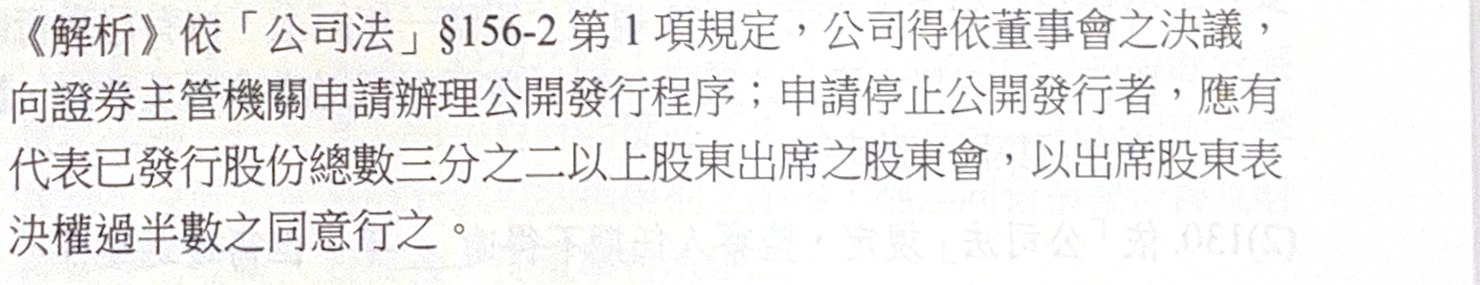 《解析》依「公司法」§156-2 第 1 項規定，公司得依董事會之決議，
向證券主管機關申請辦理公開發行程序；申請停止公開發行者，應有
代表已發行股份總數三分之二以上股東出席之股東會，以出席股東表
決權過半數之同意行之。